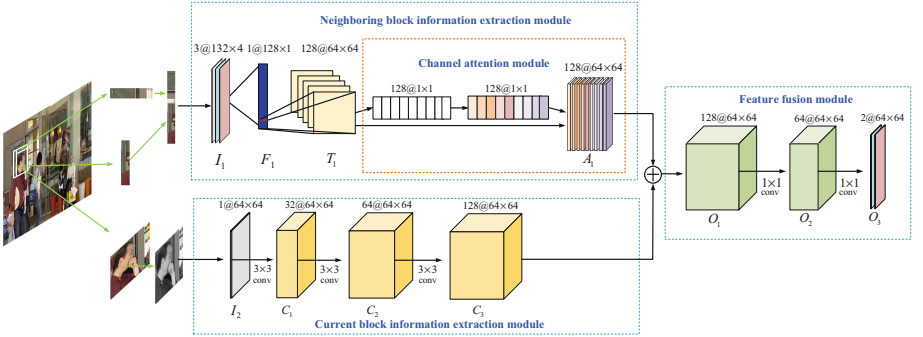 Neighboring block information extraction module
3@132×4
1@128×1
128@64×64
Channel attention module
128@1×1
128@1×1
128@64×64
I1
F1
T1
A1
Feature fusion module
128@64×64
64@64×64
2@64×64
1×1
conv
1×1
conv
O1
O2
O3
1@64×64
32@64×64
64@64×64
128@64×64
3×3
conv
3×3
conv
3×3
conv
I2
C1
C2
C3
Current block information extraction module